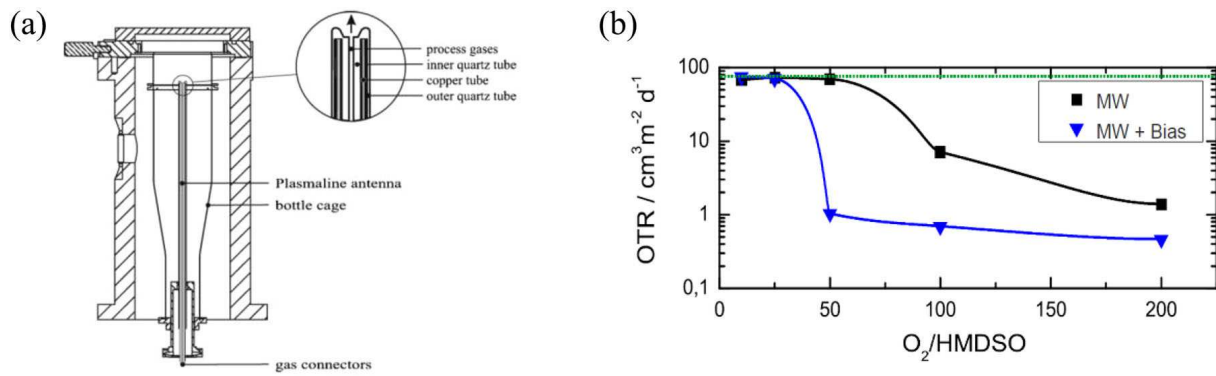 (a)
process gases
inner quartz tube
copper tube
outer quartz tube
Plasmaline antenna
bottle cage
gas connectors
(b)
OTR / cm³m⁻² d⁻¹
100
10
1
0,1
MW
MW + Bias
0 50 100 150 200
O₂/HMDSO